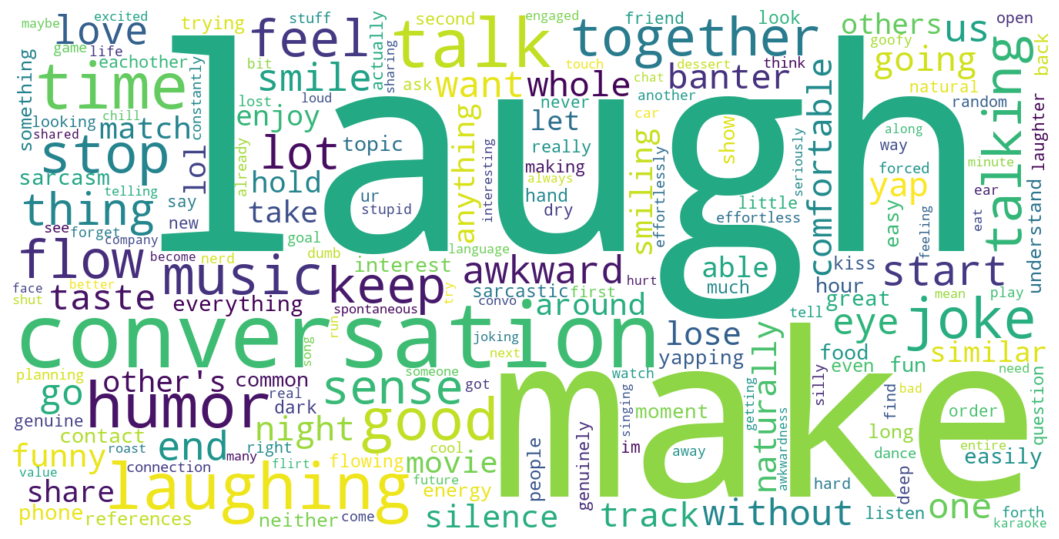 laugh
make
conversation
talk
together
time
feel
love
smile
want
whole
banter
others
us
going
talking
comfortable
stop
thing
match
enjoy
lot
hold
take
let
topic
anything
smiling
yap
flow
music
keep
awkward
able
start
taste
everything
around
humor
joke
eye
lose
yapping
similar
other's
sense
good
go
night
end
funny
laughing
share
movie
silence
track
without
one
naturally
trying
stuff
second
engaged
friend
look
open
maybe
excited
game
life
eachother
something
looking
chill
shared
constantly
bit
actually
sharing
ask
touch
chat
dessert
think
goofy
natural
back
lost
loud
never
another
car
random
laughter
sarcasm
telling
lol
already
really
making
always
interesting
effortlessly
show
seriously
along
way
forced
minute
say
new
ur
stupid
hand
dry
little
effortless
easy
ear
eat
feeling
understand
see
forget
company
goal
language
become
dumb
nerd
interest
try
hurt
much
kiss
hour
face
shut
better
spontaneous
sarcastic
first
convo
great
mean
play
tell
run
song
joking
next
food
even
fun
need
planning
common
real
someone
got
watch
singing
getting
silly
find
bad
genuine
dark
moment
awkwardness
long
order
question
contact
roast
right
flirt
cool
flowing
people
genuinely
im
away
hard
deep
dance
entire
easily
value
connection
many
future
energy
phone
references
neither
come
listen
forth
karaoke